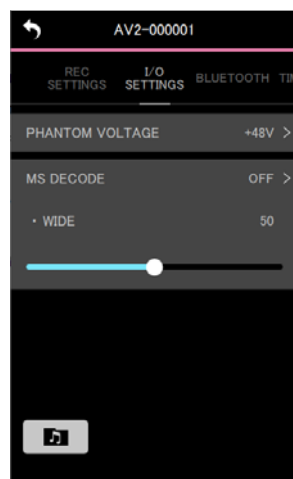 AV2-000001
REC SETTINGS
I/O SETTINGS
BLUETOOTH
PHANTOM VOLTAGE +48V >
MS DECODE OFF >
・WIDE 50